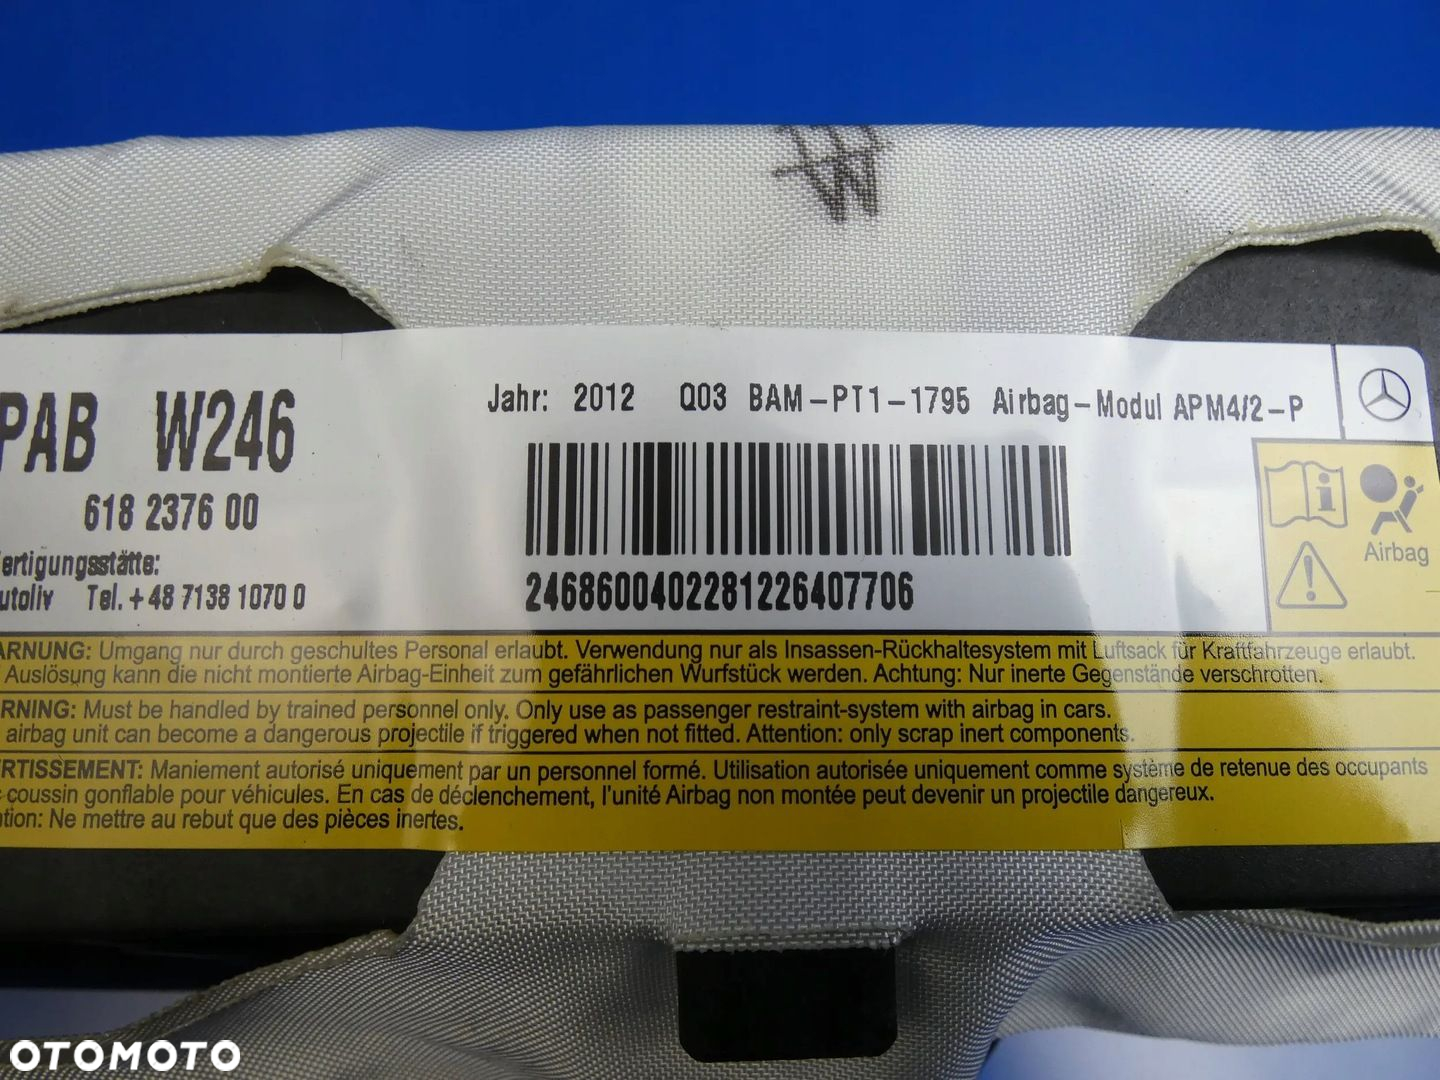 PAB W246
618 2376 00
ertigungsstätte:
utoliv Tel. +48 71381070 0
Jahr: 2012 Q03 BAM-PT1-1795 Airbag-Modul APM4/2-P
2468600402281226407706
Airbag
ARNUNG: Umgang nur durch geschultes Personal erlaubt. Verwendung nur als Insassen-Rückhaltesystem mit Luftsack für Kraftfahrzeuge erlaubt.
Auslösung kann die nicht montierte Airbag-Einheit zum gefährlichen Wurfstück werden. Achtung: Nur inerte Gegenstände verschrotten.
RNING: Must be handled by trained personnel only. Only use as passenger restraint-system with airbag in cars.
airbag unit can become a dangerous projectile if triggered when not fitted. Attention: only scrap inert components.
ERTISSEMENT: Maniement autorisé uniquement par un personnel formé. Utilisation autorisée uniquement comme système de retenue des occupants
coussin gonflable pour véhicules. En cas de déclenchement, l'unité Airbag non montée peut devenir un projectile dangereux.
ntion: Ne mettre au rebut que des pièces inertes.
OTOMOTO